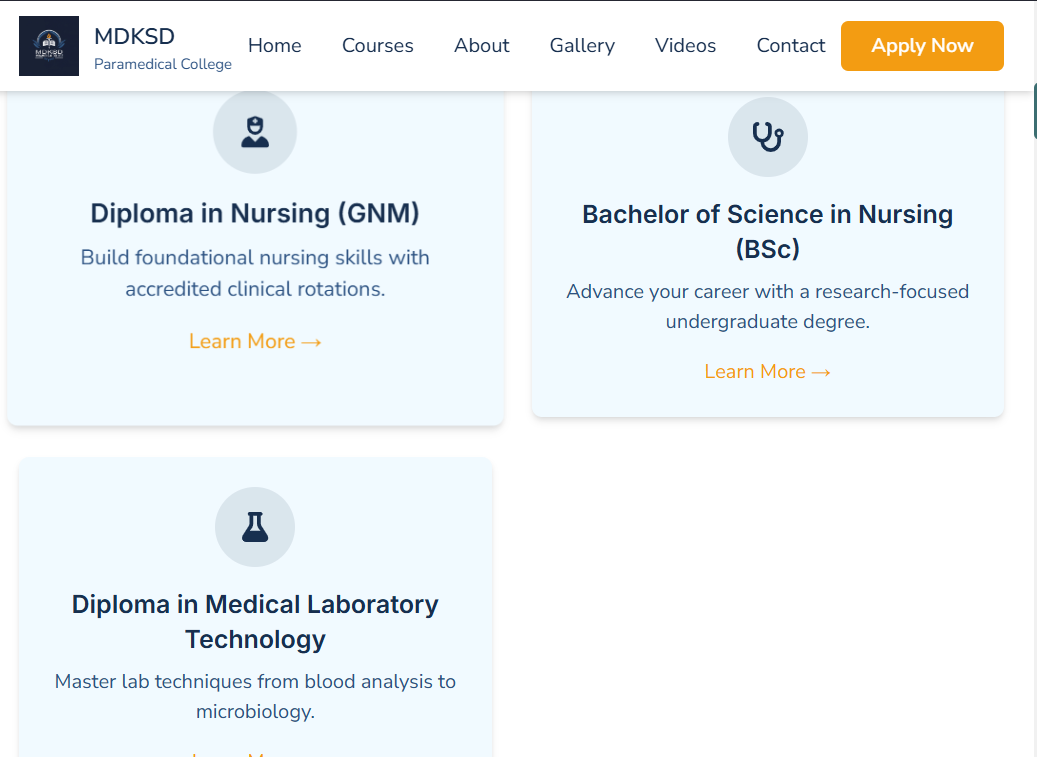 MDKSD
MDKSD
Paramedical College
Home
Courses
About
Gallery
Videos
Contact
Apply Now
Diploma in Nursing (GNM)
Build foundational nursing skills with
accredited clinical rotations.
Learn More →
Bachelor of Science in Nursing
(BSc)
Advance your career with a research-focused
undergraduate degree.
Learn More →
Diploma in Medical Laboratory
Technology
Master lab techniques from blood analysis to
microbiology.